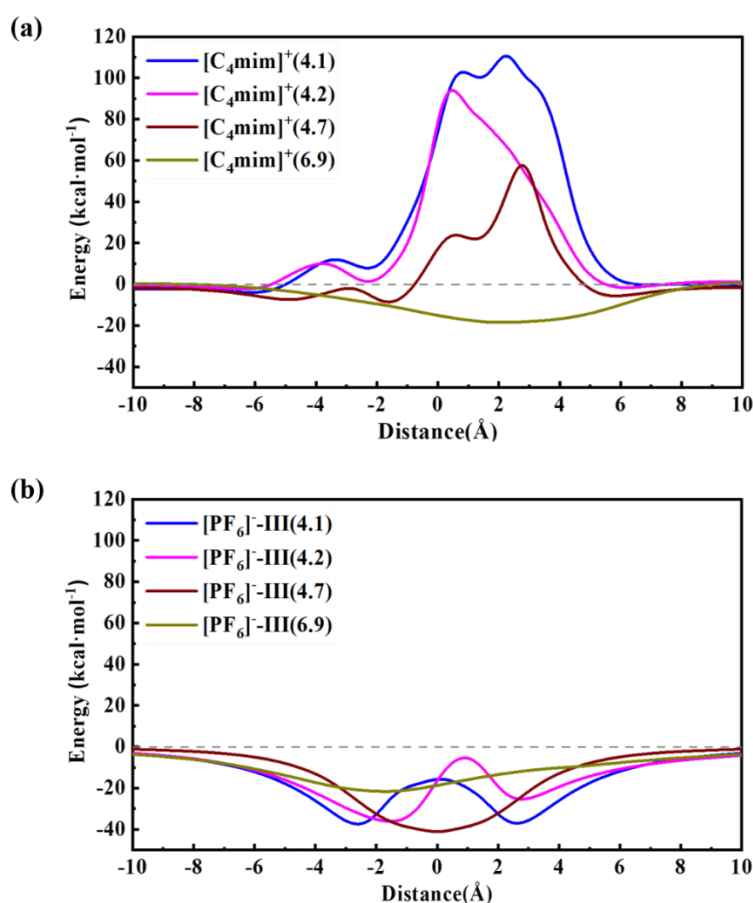 (a)
[C₄mim]⁺(4.1)
[C₄mim]⁺(4.2)
[C₄mim]⁺(4.7)
[C₄mim]⁺(6.9)
Energy (kcal·mol⁻¹)
120
100
80
60
40
20
0
-20
-40
-10 -8 -6 -4 -2 0 2 4 6 8 10
Distance(Å)
(b)
[PF₆]⁻-III(4.1)
[PF₆]⁻-III(4.2)
[PF₆]⁻-III(4.7)
[PF₆]⁻-III(6.9)
Energy (kcal·mol⁻¹)
120
100
80
60
40
20
0
-20
-40
-10 -8 -6 -4 -2 0 2 4 6 8 10
Distance(Å)